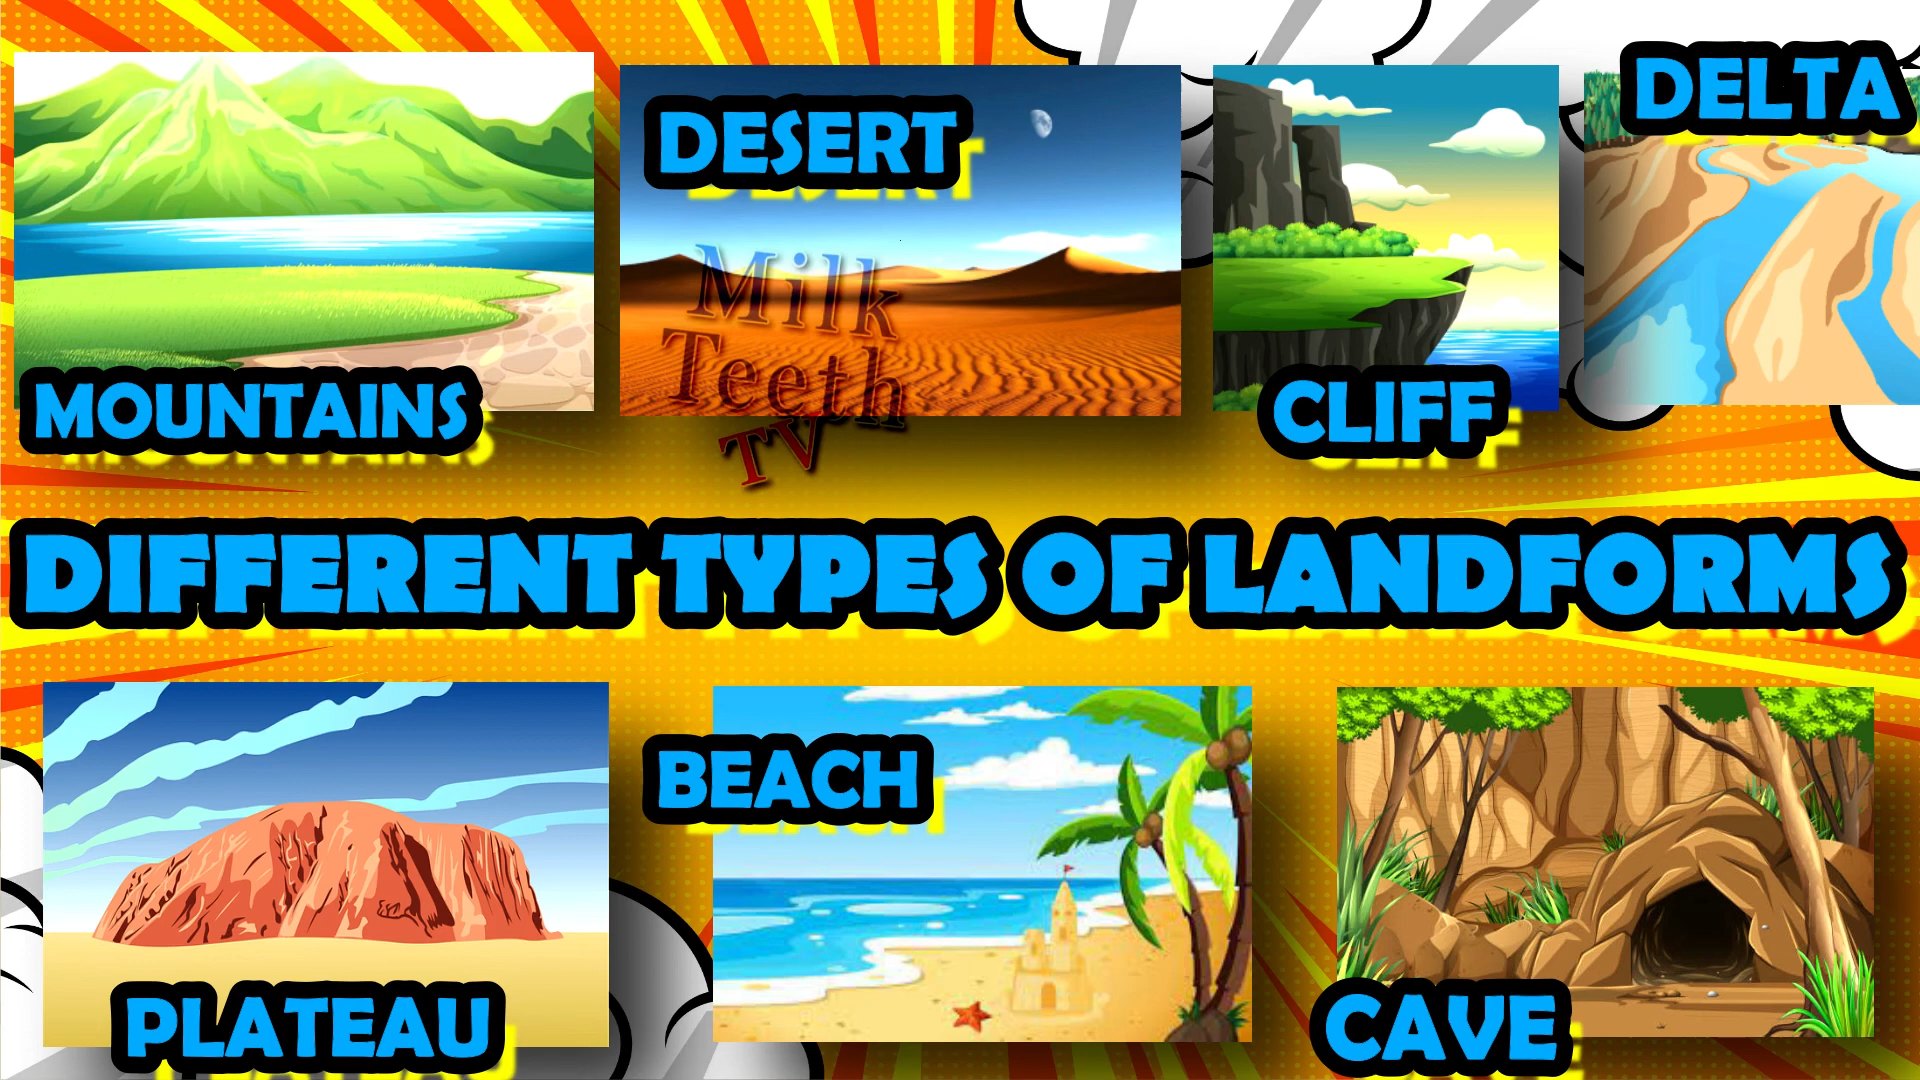 MOUNTAINS
DESERT
Milk
Teeth
TV
CLIFF
DELTA
DIFFERENT TYPES OF LANDFORMS
PLATEAU
BEACH
CAVE